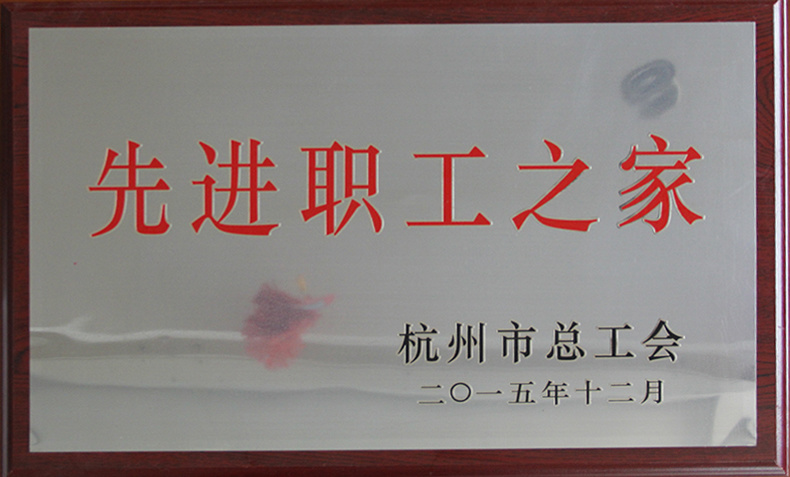 先进职工之家
杭州市总工会
二〇一五年十二月